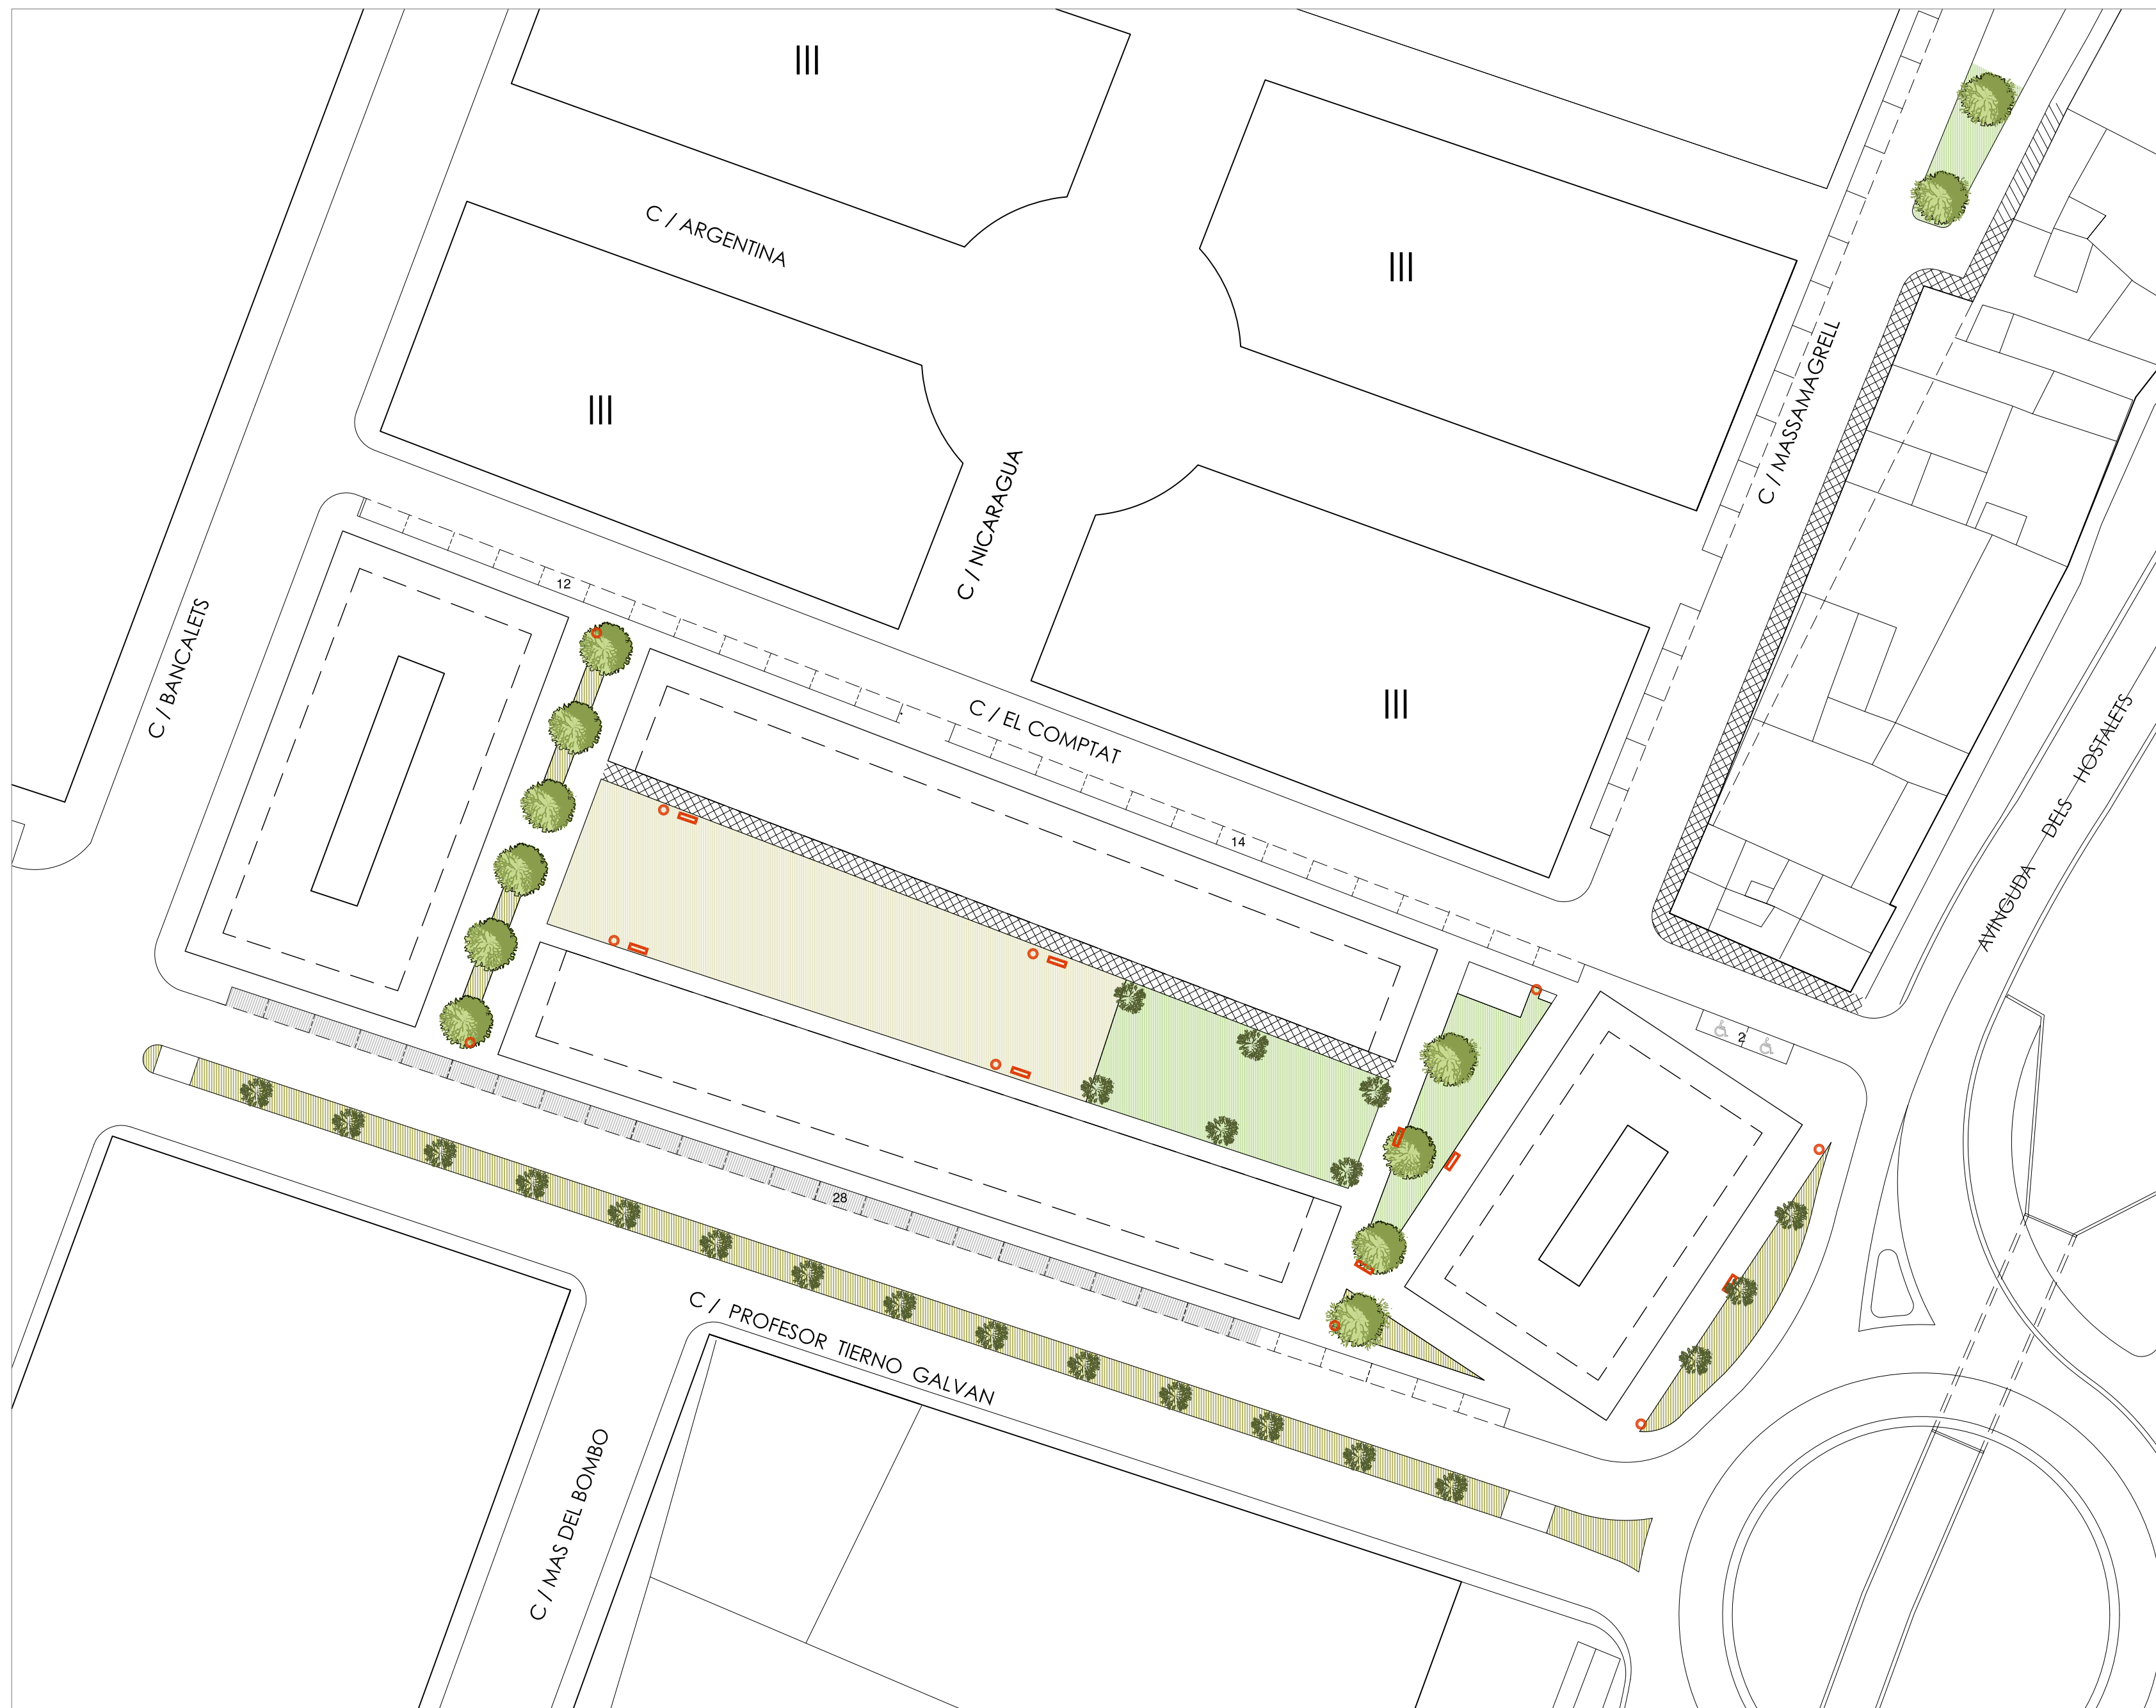 III
C / ARGENTINA
III
III
C / MASSAMAGRELL
C / NICARAGUA
12
C / BANCALETS
C / EL COMPTAT
III
14
AVINGUDA DELS HOSTALETS
2
28
C / PROFESOR TIERNO GALVAN
C / MAS DEL BOMBO